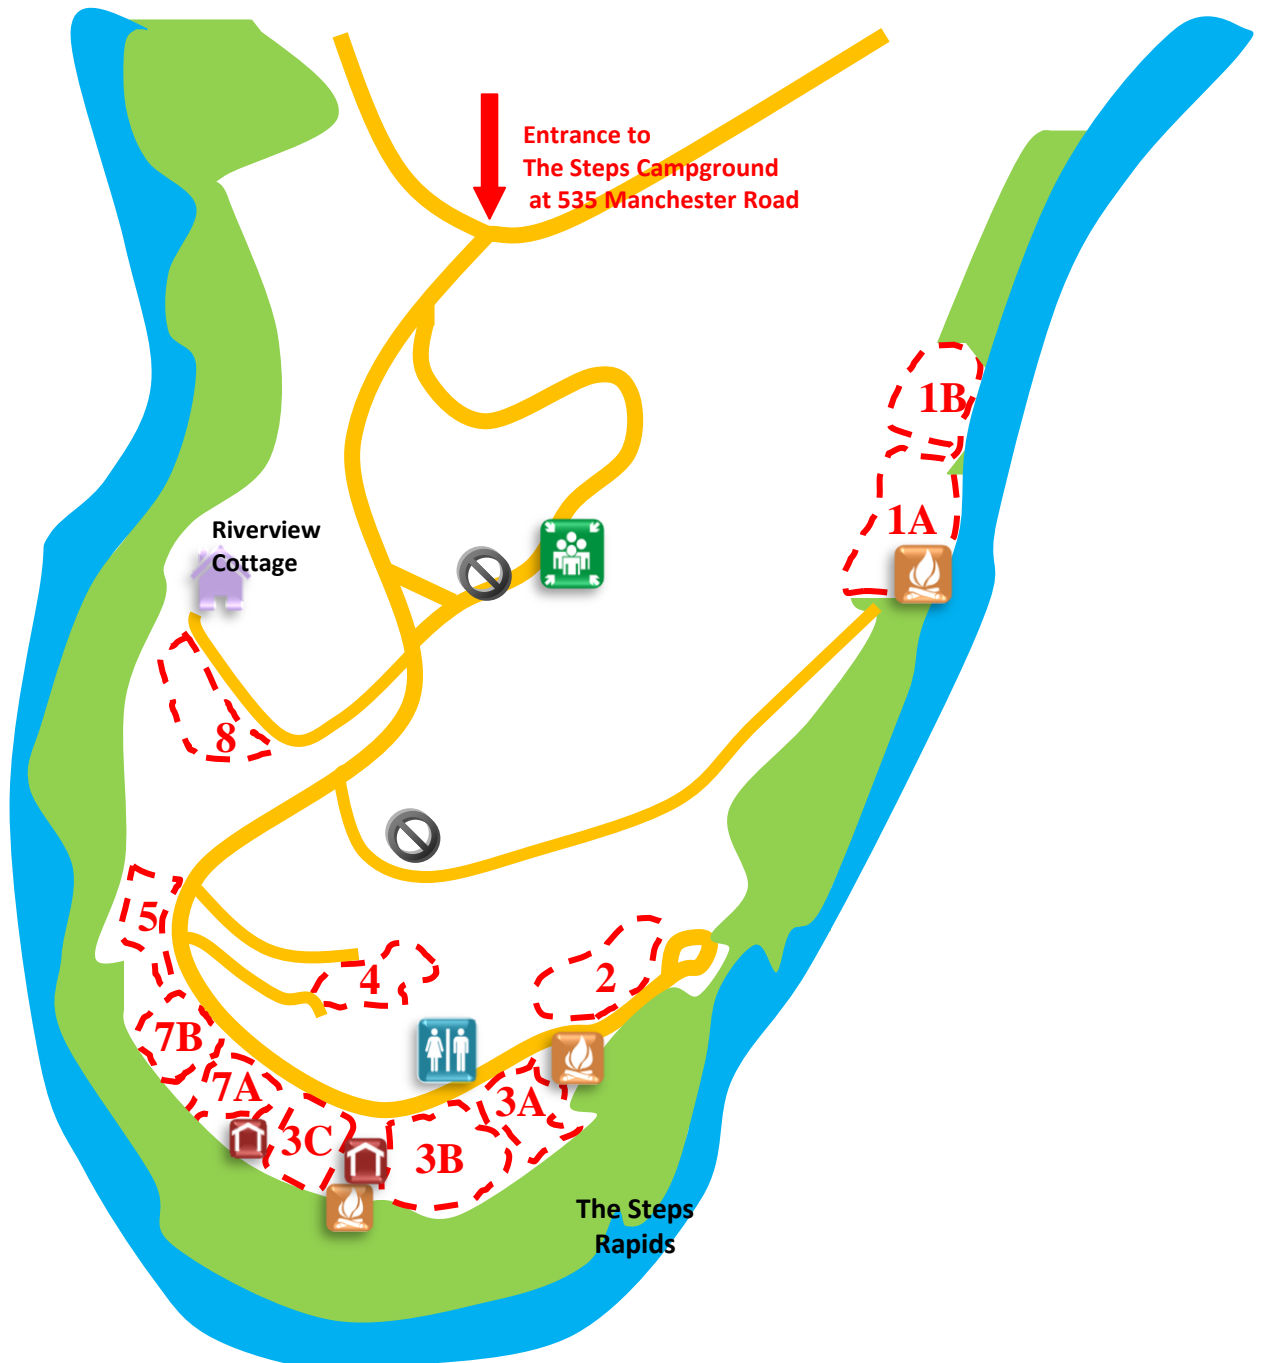 Entrance to
The Steps Campground
at 535 Manchester Road
1B
1A
Riverview
Cottage
8
5
4
2
7B
7A
3A
3C
3B
The Steps
Rapids